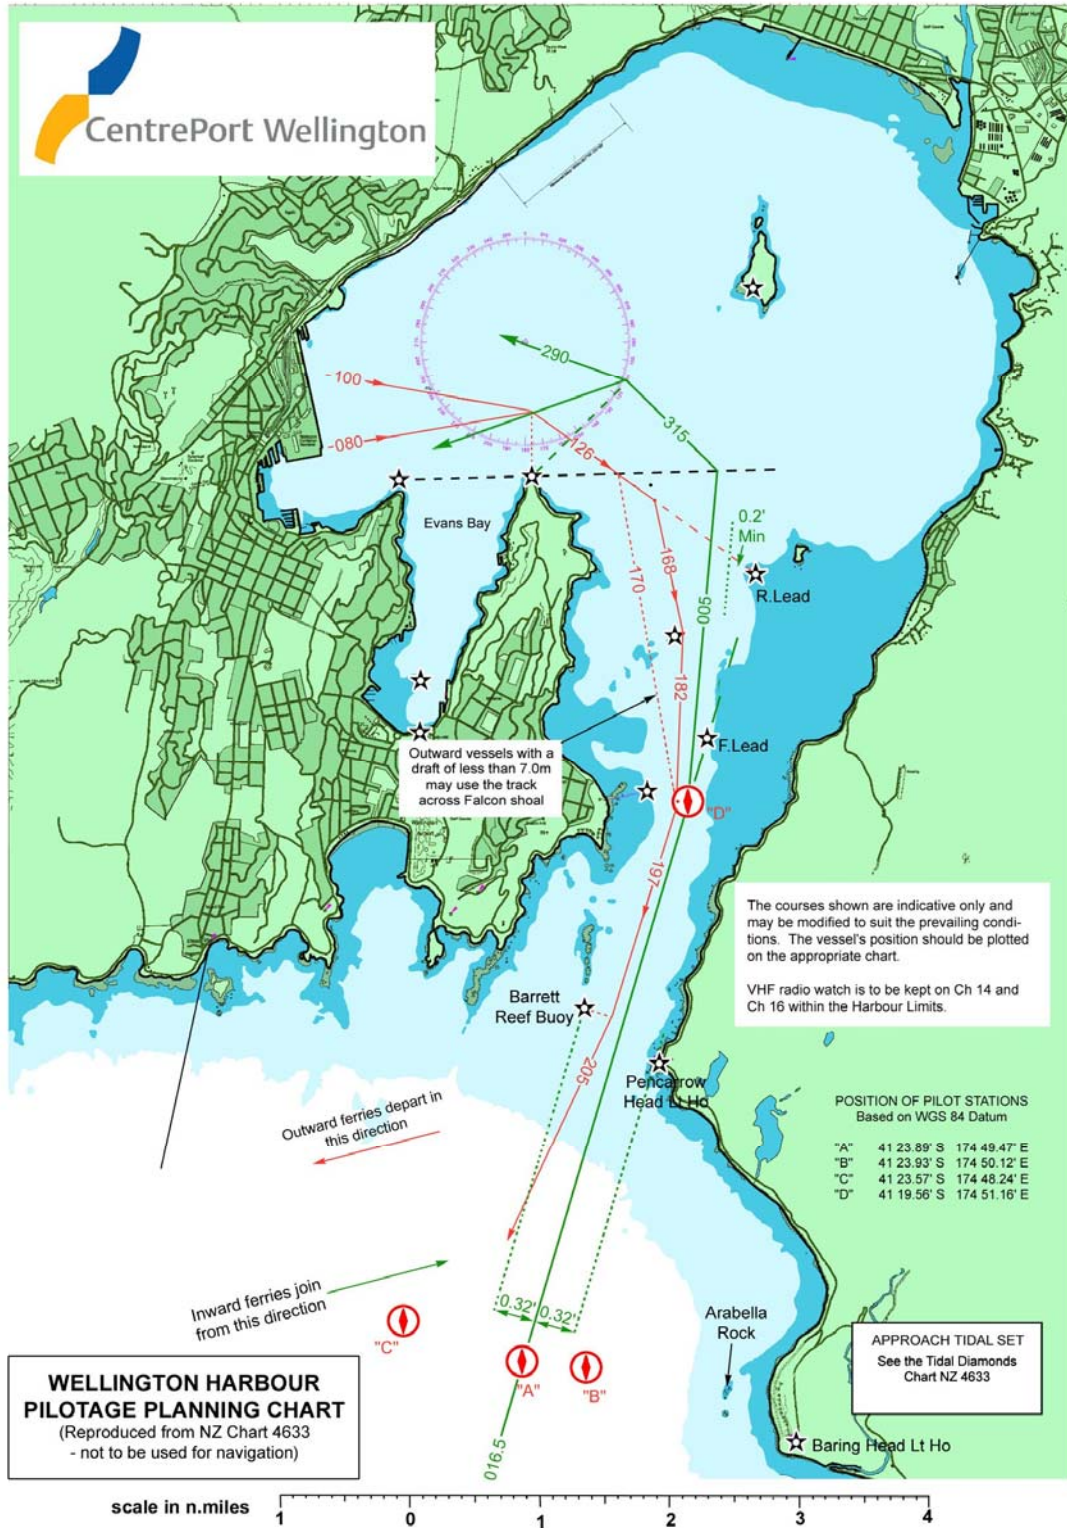 CentrePort Wellington
290
100
080
126
315
0.2'
Min
Evans Bay
168
170
005
R.Lead
182
F.Lead
Outward vessels with a
draft of less than 7.0m
may use the track
across Falcon shoal
"D"
197
The courses shown are indicative only and
may be modified to suit the prevailing condi-
tions. The vessel's position should be plotted
on the appropriate chart.
VHF radio watch is to be kept on Ch 14 and
Ch 16 within the Harbour Limits.
Barrett
Reef Buoy
205
Pencarrow
Head Lt Ho
POSITION OF PILOT STATIONS
Based on WGS 84 Datum
"A" 41 23.89' S 174 49.47' E
"B" 41 23.93' S 174 50.12' E
"C" 41 23.57' S 174 48.24' E
"D" 41 19.56' S 174 51.16' E
Outward ferries depart in
this direction
Inward ferries join
from this direction
0.32'
0.32'
"C"
"A"
"B"
Arabella
Rock
APPROACH TIDAL SET
See the Tidal Diamonds
Chart NZ 4633
WELLINGTON HARBOUR
PILOTAGE PLANNING CHART
(Reproduced from NZ Chart 4633
- not to be used for navigation)
016.5
Baring Head Lt Ho
scale in n.miles
1 0 1 2 3 4